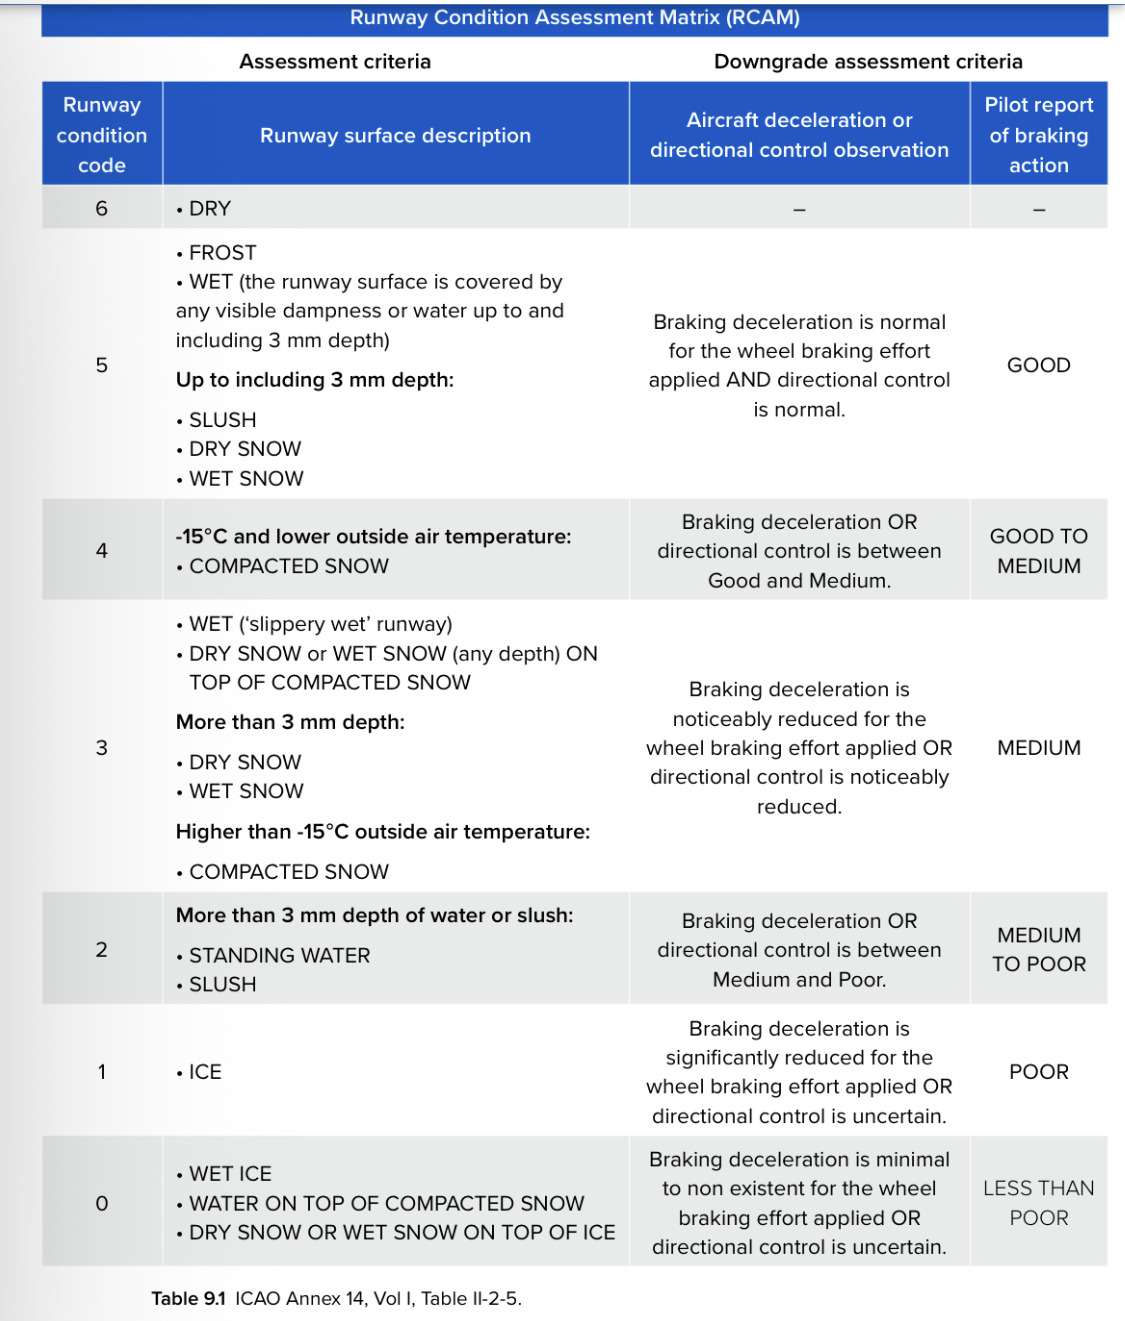 Runway Condition Assessment Matrix (RCAM)
Assessment criteria
Downgrade assessment criteria
Runway
condition
code
Runway surface description
Aircraft deceleration or
directional control observation
Pilot report
of braking
action
6
• DRY
–
–
5
• FROST
• WET (the runway surface is covered by
any visible dampness or water up to and
including 3 mm depth)
Up to including 3 mm depth:
• SLUSH
• DRY SNOW
• WET SNOW
Braking deceleration is normal
for the wheel braking effort
applied AND directional control
is normal.
GOOD
4
-15°C and lower outside air temperature:
• COMPACTED SNOW
Braking deceleration OR
directional control is between
Good and Medium.
GOOD TO
MEDIUM
3
• WET (‘slippery wet’ runway)
• DRY SNOW or WET SNOW (any depth) ON
TOP OF COMPACTED SNOW
More than 3 mm depth:
• DRY SNOW
• WET SNOW
Higher than -15°C outside air temperature:
• COMPACTED SNOW
Braking deceleration is
noticeably reduced for the
wheel braking effort applied OR
directional control is noticeably
reduced.
MEDIUM
2
More than 3 mm depth of water or slush:
• STANDING WATER
• SLUSH
Braking deceleration OR
directional control is between
Medium and Poor.
MEDIUM
TO POOR
1
• ICE
Braking deceleration is
significantly reduced for the
wheel braking effort applied OR
directional control is uncertain.
POOR
0
• WET ICE
• WATER ON TOP OF COMPACTED SNOW
• DRY SNOW OR WET SNOW ON TOP OF ICE
Braking deceleration is minimal
to non existent for the wheel
braking effort applied OR
directional control is uncertain.
LESS THAN
POOR
Table 9.1 ICAO Annex 14, Vol I, Table II-2-5.